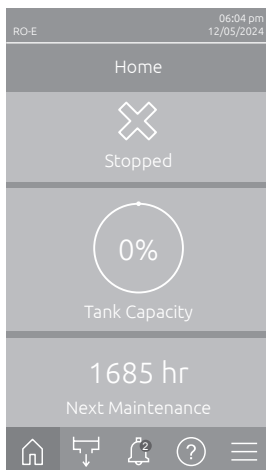 06:04 pm
RO-E
12/05/2024
Home
Stopped
0%
Tank Capacity
1685 hr
Next Maintenance
2
?